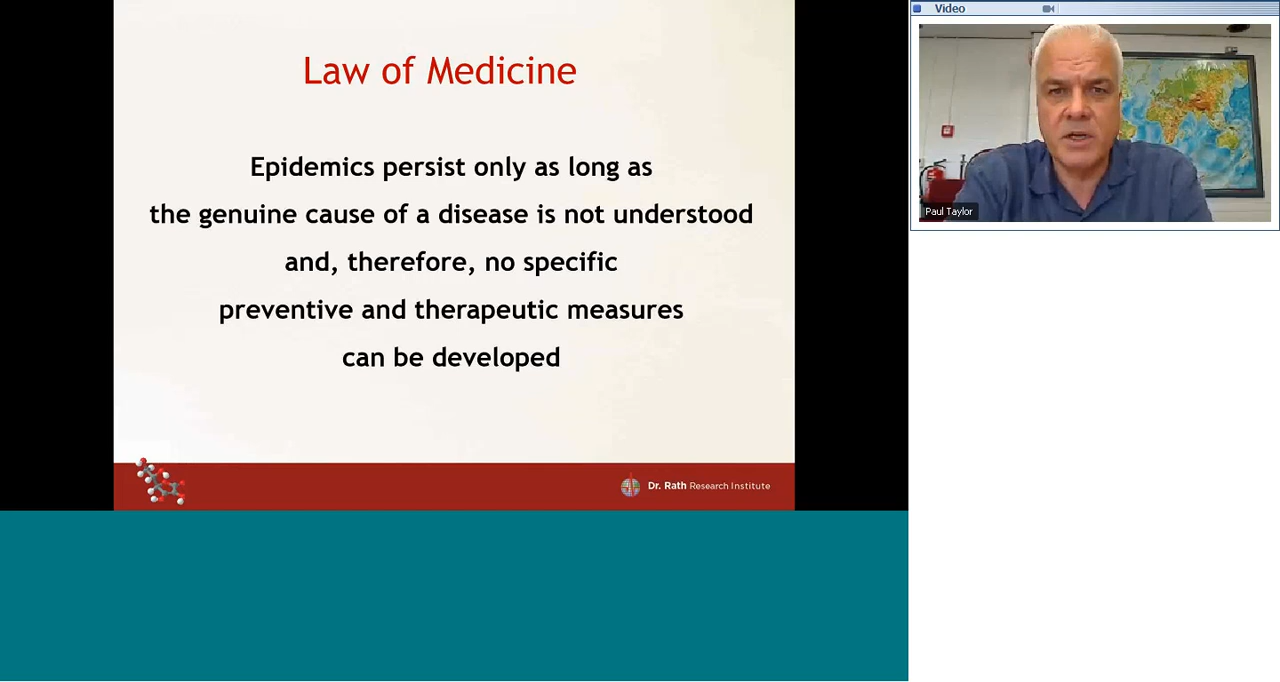 Law of Medicine
Epidemics persist only as long as
the genuine cause of a disease is not understood
and, therefore, no specific
preventive and therapeutic measures
can be developed
Dr. Rath Research Institute
Video
Paul Taylor